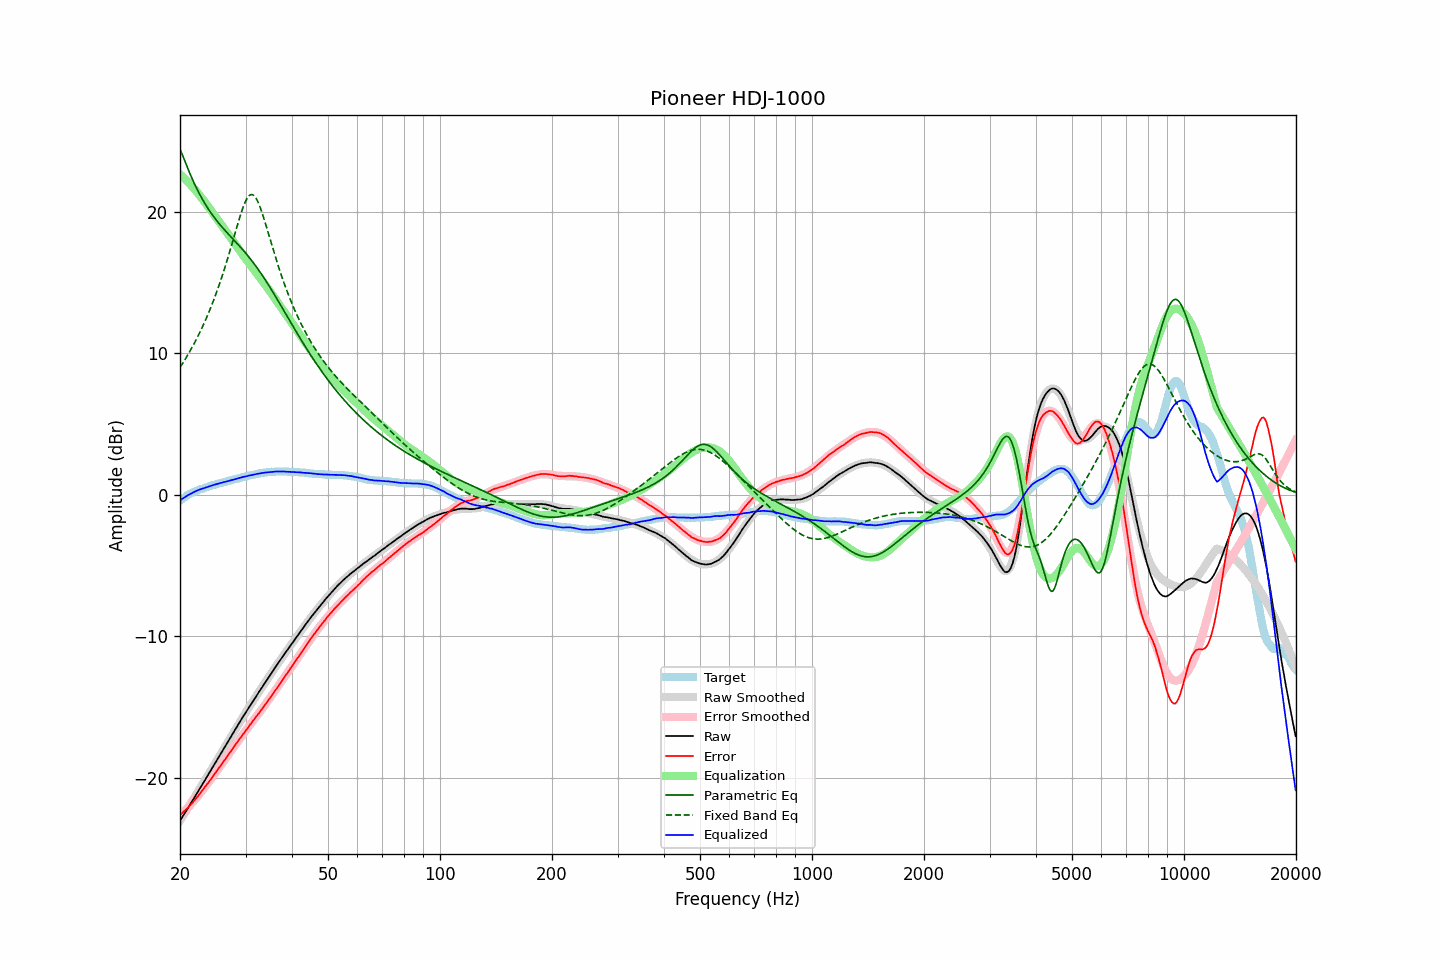 Pioneer HDJ-1000
Amplitude (dBr)
20
10
0
−10
−20
Target
Raw Smoothed
Error Smoothed
Raw
Error
Equalization
Parametric Eq
Fixed Band Eq
Equalized
20 50 100 200 500 1000 2000 5000 10000 20000
Frequency (Hz)